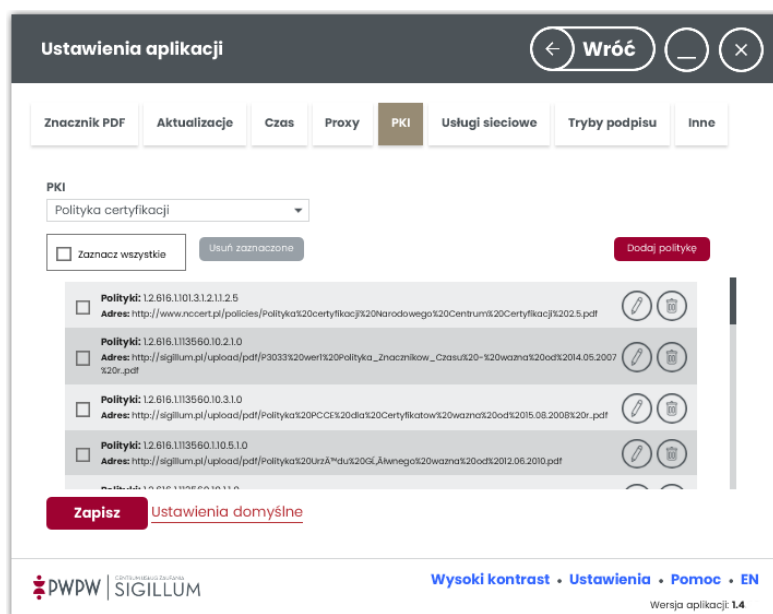 Ustawienia aplikacji
Wróć
Znacznik PDF Aktualizacje Czas Proxy PKI Usługi sieciowe Tryby podpisu Inne
PKI
Polityka certyfikacji
Zaznacz wszystkie Usuń zaznaczone Dodaj politykę
Polityki: 1.2.616.1.101.3.1.2.1.1.2.5
Adres: http://www.nccert.pl/policies/Polityka%20certyfikacji%20Narodowego%20Centrum%20Certyfikacji%202.5.pdf
Polityki: 1.2.616.1.113560.10.2.1.0
Adres: http://sigillum.pl/upload/pdf/P3033%20wer1%20Polityka_Znacznikow_Czasu%20-%20wazna%20od%2014.05.2007
%20r..pdf
Polityki: 1.2.616.1.113560.10.3.1.0
Adres: http://sigillum.pl/upload/pdf/Polityka%20PCCE%20dla%20Certyfikatow%20wazna%20od%2015.08.2008%20r..pdf
Polityki: 1.2.616.1.113560.1.10.5.1.0
Adres: http://sigillum.pl/upload/pdf/Polityka%20UrzÄ™du%20GĹ‚Ăłwnego%20wazna%20od%2012.06.2010.pdf
Zapisz Ustawienia domyślne
PWPW SIGILLUM
Wysoki kontrast • Ustawienia • Pomoc • EN
Wersja aplikacji: 1.4